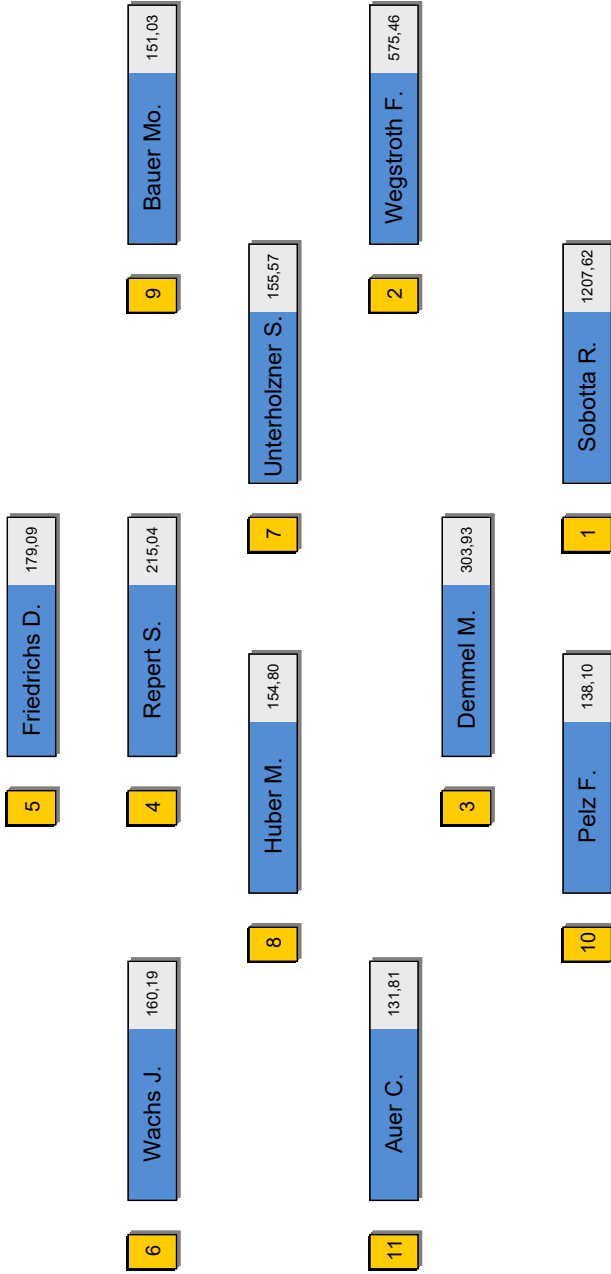 5 Friedrichs D. 179,09
6 Wachs J. 160,19
4 Repert S. 215,04
9 Bauer Mo. 151,03
8 Huber M. 154,80
7 Unterholzner S. 155,57
11 Auer C. 131,81
2 Wegstroth F. 575,46
3 Demmel M. 303,93
10 Pelz F. 138,10
1 Sobotta R. 1207,62